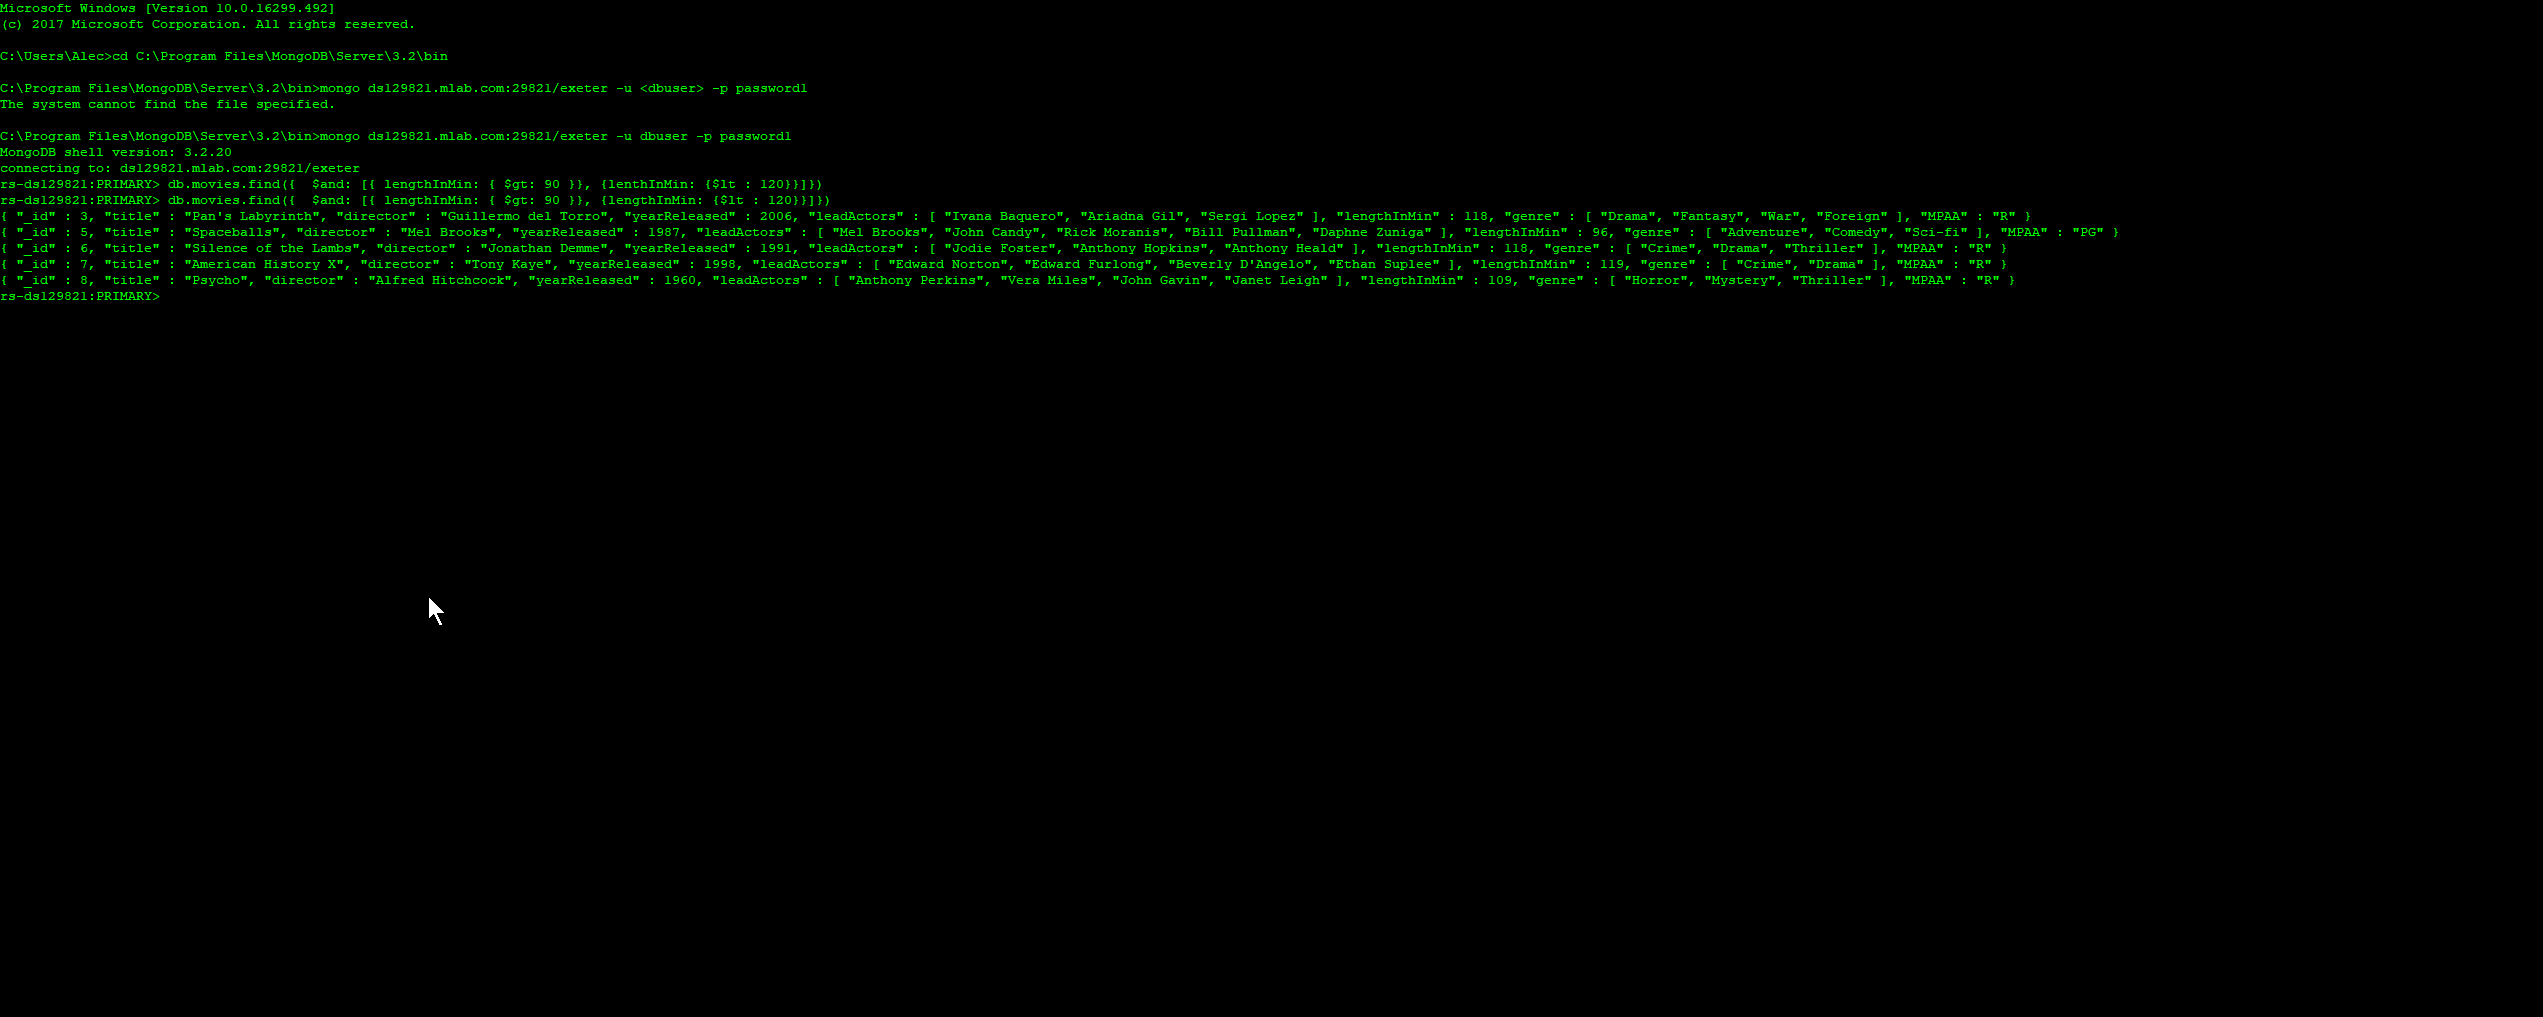 Microsoft Windows [Version 10.0.16299.492]
(c) 2017 Microsoft Corporation. All rights reserved.
C:\Users\Alec>cd C:\Program Files\MongoDB\Server\3.2\bin
C:\Program Files\MongoDB\Server\3.2\bin>mongo ds129821.mlab.com:29821/exeter -u <dbuser> -p password1
The system cannot find the file specified.
C:\Program Files\MongoDB\Server\3.2\bin>mongo ds129821.mlab.com:29821/exeter -u dbuser -p password1
MongoDB shell version: 3.2.20
connecting to: ds129821.mlab.com:29821/exeter
rs-ds129821:PRIMARY> db.movies.find({  $and: [{ lengthInMin: { $gt: 90 }}, {lenthInMin: {$lt : 120}}]})
rs-ds129821:PRIMARY> db.movies.find({  $and: [{ lengthInMin: { $gt: 90 }}, {lengthInMin: {$lt : 120}}]})
{ "_id" : 3, "title" : "Pan's Labyrinth", "director" : "Guillermo del Torro", "yearReleased" : 2006, "leadActors" : [ "Ivana Baquero", "Ariadna Gil", "Sergi Lopez" ], "lengthInMin" : 118, "genre" : [ "Drama", "Fantasy", "War", "Foreign" ], "MPAA" : "R" }
{ "_id" : 5, "title" : "Spaceballs", "director" : "Mel Brooks", "yearReleased" : 1987, "leadActors" : [ "Mel Brooks", "John Candy", "Rick Moranis", "Bill Pullman", "Daphne Zuniga" ], "lengthInMin" : 96, "genre" : [ "Adventure", "Comedy", "Sci-fi" ], "MPAA" : "PG" }
{ "_id" : 6, "title" : "Silence of the Lambs", "director" : "Jonathan Demme", "yearReleased" : 1991, "leadActors" : [ "Jodie Foster", "Anthony Hopkins", "Anthony Heald" ], "lengthInMin" : 118, "genre" : [ "Crime", "Drama", "Thriller" ], "MPAA" : "R" }
{ "_id" : 7, "title" : "American History X", "director" : "Tony Kaye", "yearReleased" : 1998, "leadActors" : [ "Edward Norton", "Edward Furlong", "Beverly D'Angelo", "Ethan Suplee" ], "lengthInMin" : 119, "genre" : [ "Crime", "Drama" ], "MPAA" : "R" }
{ "_id" : 8, "title" : "Psycho", "director" : "Alfred Hitchcock", "yearReleased" : 1960, "leadActors" : [ "Anthony Perkins", "Vera Miles", "John Gavin", "Janet Leigh" ], "lengthInMin" : 109, "genre" : [ "Horror", "Mystery", "Thriller" ], "MPAA" : "R" }
rs-ds129821:PRIMARY>